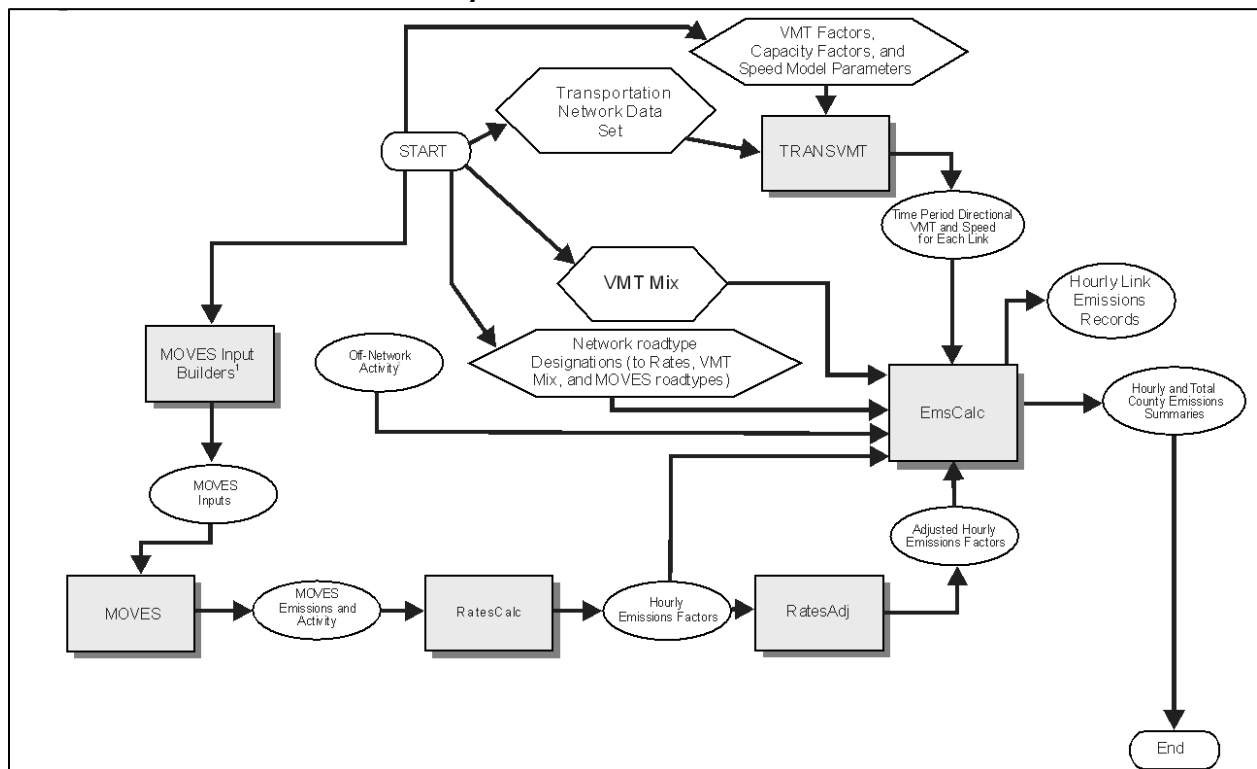 VMT Factors,
Capacity Factors, and
Speed Model Parameters
Transportation
Network Data
Set
START
TRANSVMT
Time Period Directional
VMT and Speed
for Each Link
VMT Mix
Hourly Link
Emissions
Records
MOVES Input
Builders¹
Off-Network
Activity
Network roadtype
Designations (to Rates, VMT
Mix, and MOVES roadtypes)
EmsCalc
Hourly and Total
County Emissions
Summaries
MOVES
Inputs
Adjusted Hourly
Emissions Factors
MOVES
MOVES
Emissions and
Activity
RatesCalc
Hourly
Emissions Factors
RatesAdj
End